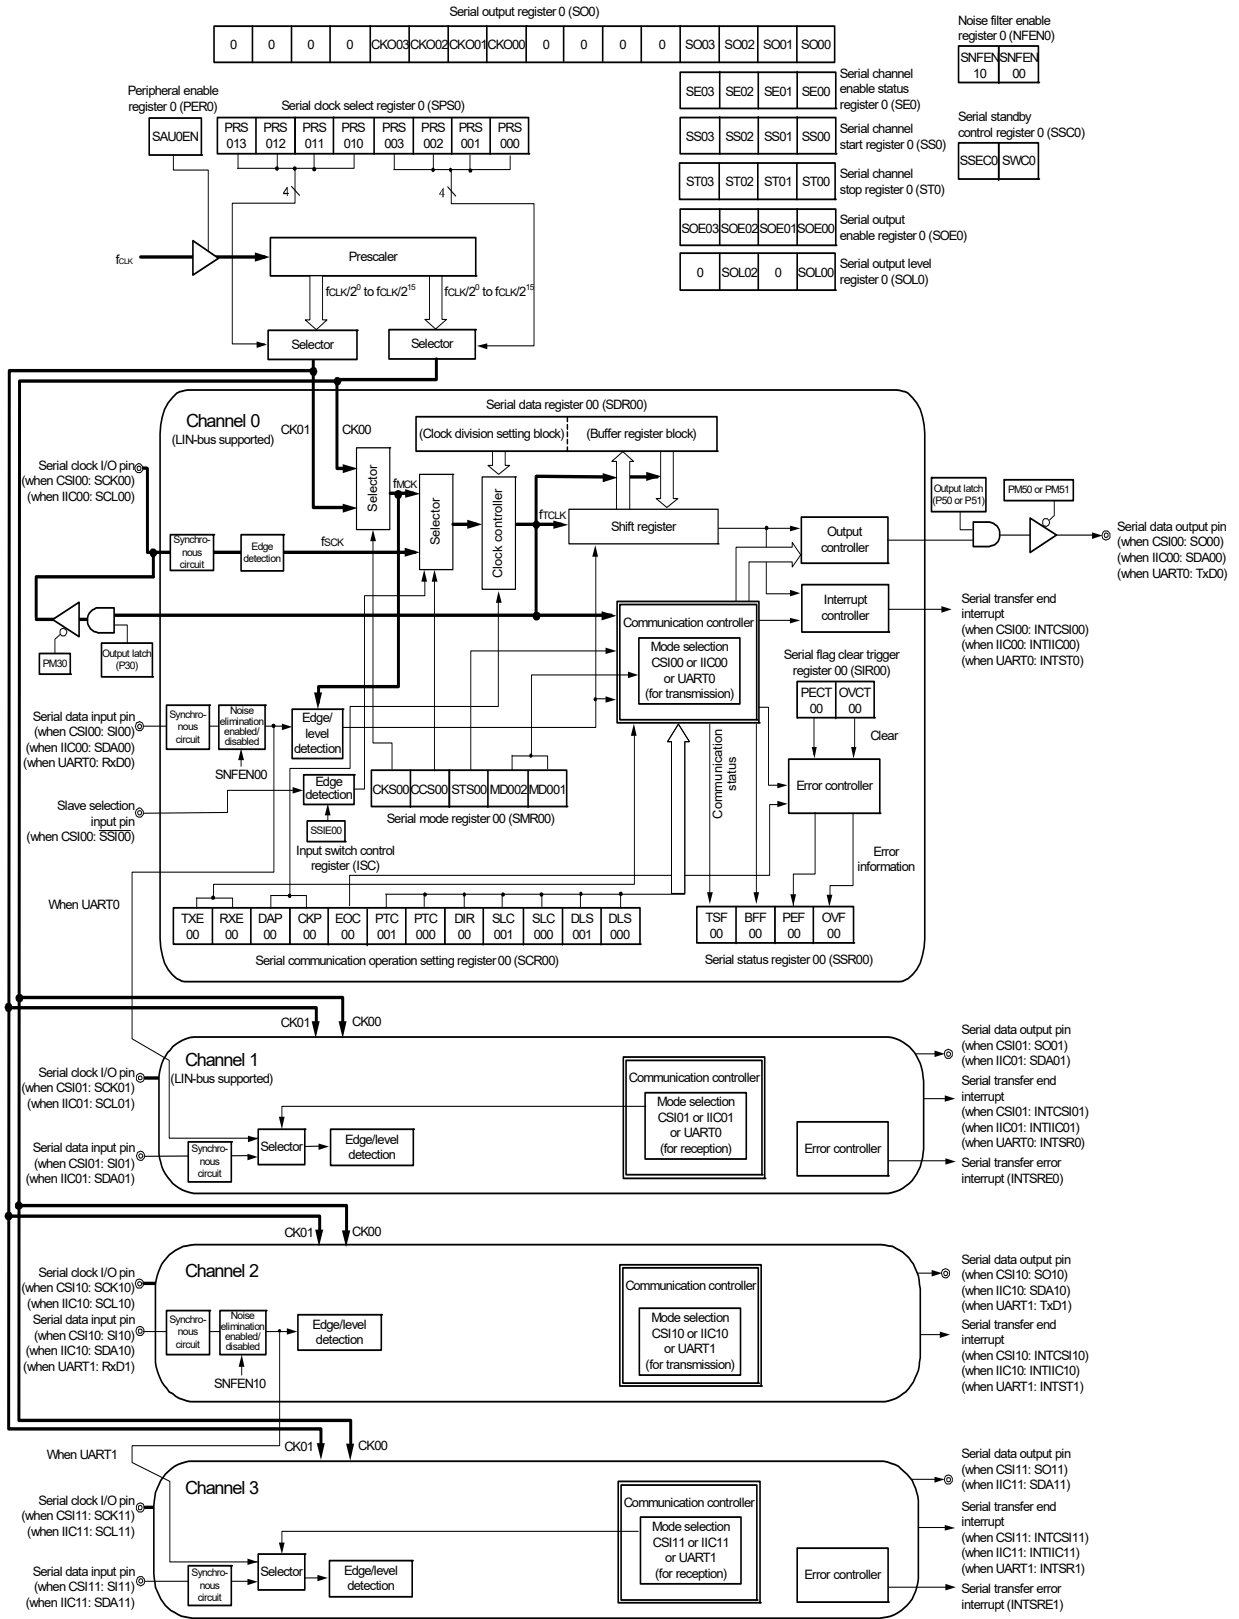 Serial output register 0 (SO0)
0 0 0 0 CKO03 CKO02 CKO01 CKO00 0 0 0 0 SO03 SO02 SO01 SO00
Noise filter enable
register 0 (NFEN0)
SNFEN SNFEN
10 00
Peripheral enable
register 0 (PER0)
SAU0EN
Serial clock select register 0 (SPS0)
PRS PRS PRS PRS PRS PRS PRS PRS
013 012 011 010 003 002 001 000
4 4
SE03 SE02 SE01 SE00
Serial channel
enable status
register 0 (SE0)
SS03 SS02 SS01 SS00
Serial channel
start register 0 (SS0)
ST03 ST02 ST01 ST00
Serial channel
stop register 0 (ST0)
SOE03 SOE02 SOE01 SOE00
Serial output
enable register 0 (SOE0)
0 SOL02 0 SOL00
Serial output level
register 0 (SOL0)
Serial standby
control register 0 (SSC0)
SSEC0 SWC0
fCLK
Prescaler
fCLK/2⁰ to fCLK/2¹⁵ fCLK/2⁰ to fCLK/2¹⁵
Selector Selector
Channel 0
(LIN-bus supported)
CK01 CK00
Serial data register 00 (SDR00)
(Clock division setting block) (Buffer register block)
Serial clock I/O pin
(when CSI00: SCK00)
(when IIC00: SCL00)
Selector
fMCK
Selector
Clock controller
fTCLK
Shift register
Output
controller
Output latch
(P50 or P51)
PM50 or PM51
Serial data output pin
(when CSI00: SO00)
(when IIC00: SDA00)
(when UART0: TxD0)
Synchro-
nous
circuit
Edge
detection
fSCK
PM30
Output latch
(P30)
Communication controller
Mode selection
CSI00 or IIC00
or UART0
(for transmission)
Interrupt
controller
Serial transfer end
interrupt
(when CSI00: INTCSI00)
(when IIC00: INTIIC00)
(when UART0: INTST0)
Serial flag clear trigger
register 00 (SIR00)
PECT OVCT
00 00
Clear
Serial data input pin
(when CSI00: SI00)
(when IIC00: SDA00)
(when UART0: RxD0)
Synchro-
nous
circuit
Noise
elimination
enabled/
disabled
SNFEN00
Edge/
level
detection
Slave selection
input pin
(when CSI00: SSI00)
Edge
detection
SSIE00
Input switch control
register (ISC)
CKS00 CCS00 STS00 MD002 MD001
Serial mode register 00 (SMR00)
Communication
status
Error controller
Error
information
When UART0
TXE RXE DAP CKP EOC PTC PTC DIR SLC SLC DLS DLS
00 00 00 00 00 001 000 00 001 000 001 000
Serial communication operation setting register 00 (SCR00)
TSF BFF PEF OVF
00 00 00 00
Serial status register 00 (SSR00)
CK01 CK00
Channel 1
(LIN-bus supported)
Serial clock I/O pin
(when CSI01: SCK01)
(when IIC01: SCL01)
Serial data input pin
(when CSI01: SI01)
(when IIC01: SDA01)
Synchro-
nous
circuit
Selector
Edge/level
detection
Communication controller
Mode selection
CSI01 or IIC01
or UART0
(for reception)
Error controller
Serial data output pin
(when CSI01: SO01)
(when IIC01: SDA01)
Serial transfer end
interrupt
(when CSI01: INTCSI01)
(when IIC01: INTIIC01)
(when UART0: INTSR0)
Serial transfer error
interrupt (INTSRE0)
CK01 CK00
Channel 2
Serial clock I/O pin
(when CSI10: SCK10)
(when IIC10: SCL10)
Serial data input pin
(when CSI10: SI10)
(when IIC10: SDA10)
(when UART1: RxD1)
Synchro-
nous
circuit
Noise
elimination
enabled/
disabled
SNFEN10
Edge/level
detection
Communication controller
Mode selection
CSI10 or IIC10
or UART1
(for transmission)
Serial data output pin
(when CSI10: SO10)
(when IIC10: SDA10)
(when UART1: TxD1)
Serial transfer end
interrupt
(when CSI10: INTCSI10)
(when IIC10: INTIIC10)
(when UART1: INTST1)
When UART1
CK01 CK00
Channel 3
Serial clock I/O pin
(when CSI11: SCK11)
(when IIC11: SCL11)
Serial data input pin
(when CSI11: SI11)
(when IIC11: SDA11)
Synchro-
nous
circuit
Selector
Edge/level
detection
Communication controller
Mode selection
CSI11 or IIC11
or UART1
(for reception)
Error controller
Serial data output pin
(when CSI11: SO11)
(when IIC11: SDA11)
Serial transfer end
interrupt
(when CSI11: INTCSI11)
(when IIC11: INTIIC11)
(when UART1: INTSR1)
Serial transfer error
interrupt (INTSRE1)